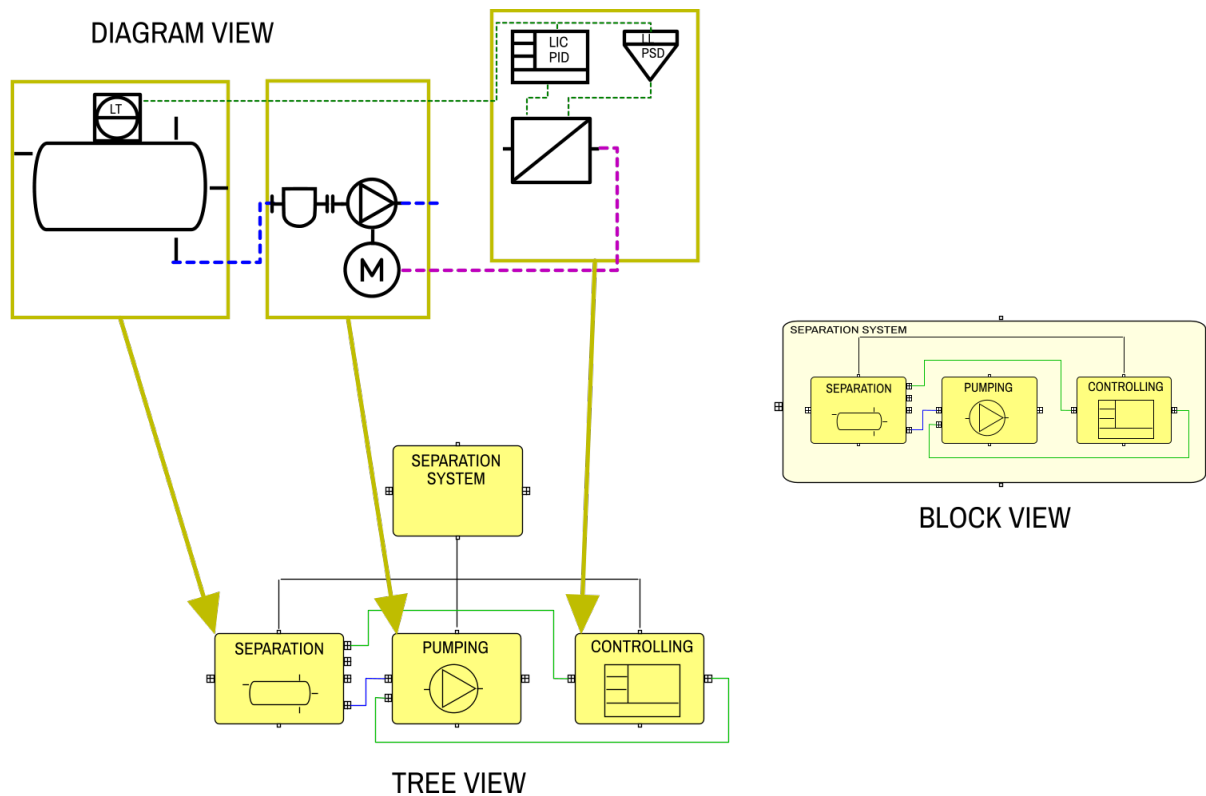 DIAGRAM VIEW
LIC
PID
LL
PSD
LT
M
SEPARATION SYSTEM
SEPARATION
PUMPING
CONTROLLING
BLOCK VIEW
SEPARATION
SYSTEM
SEPARATION
PUMPING
CONTROLLING
TREE VIEW